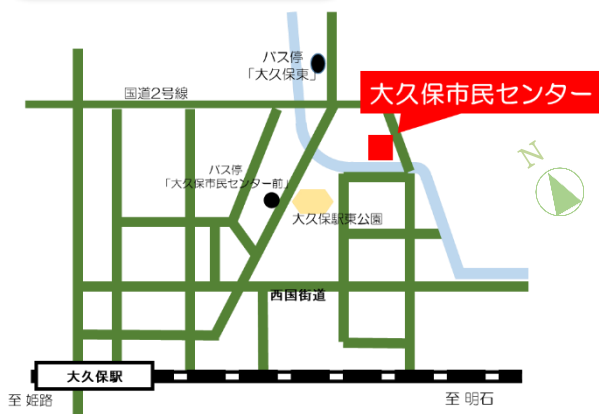 バス停
「大久保東」
国道2号線
大久保市民センター
N
バス停
「大久保市民センター前」
大久保駅東公園
西国街道
大久保駅
至 姫路
至 明石